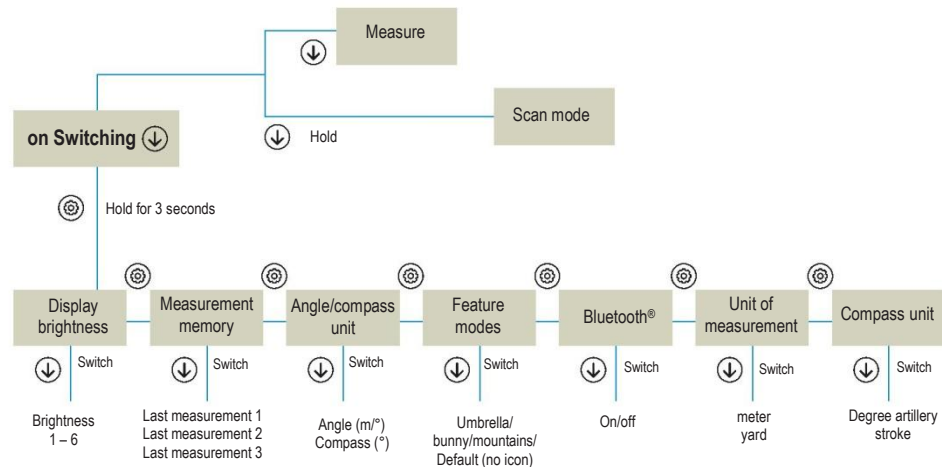 Measure
Scan mode
on Switching
Hold
Hold for 3 seconds
Display
brightness
Measurement
memory
Angle/compass
unit
Feature
modes
Bluetooth®
Unit of
measurement
Compass unit
Switch
Switch
Switch
Switch
Switch
Switch
Switch
Brightness
1 – 6
Last measurement 1
Last measurement 2
Last measurement 3
Angle (m/°)
Compass (°)
Umbrella/
bunny/mountains/
Default (no icon)
On/off
meter
yard
Degree artillery
stroke